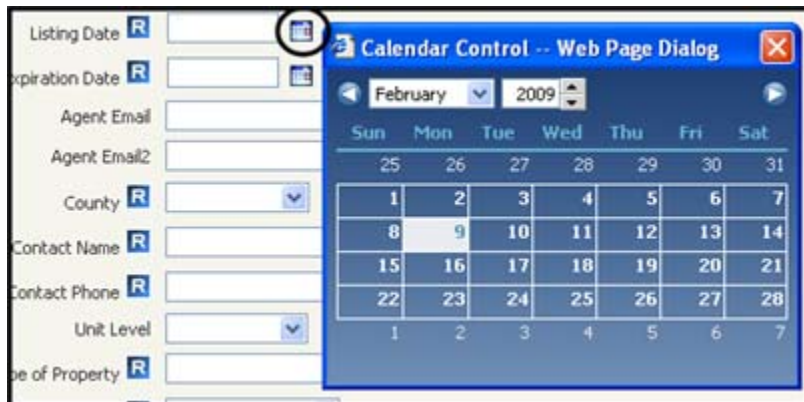 Listing Date R
xpiration Date R
Agent Email
Agent Email2
County R
Contact Name R
Contact Phone R
Unit Level
pe of Property R
Calendar Control -- Web Page Dialog
February 2009
Sun Mon Tue Wed Thu Fri Sat
25 26 27 28 29 30 31
1 2 3 4 5 6 7
8 9 10 11 12 13 14
15 16 17 18 19 20 21
22 23 24 25 26 27 28
1 2 3 4 5 6 7